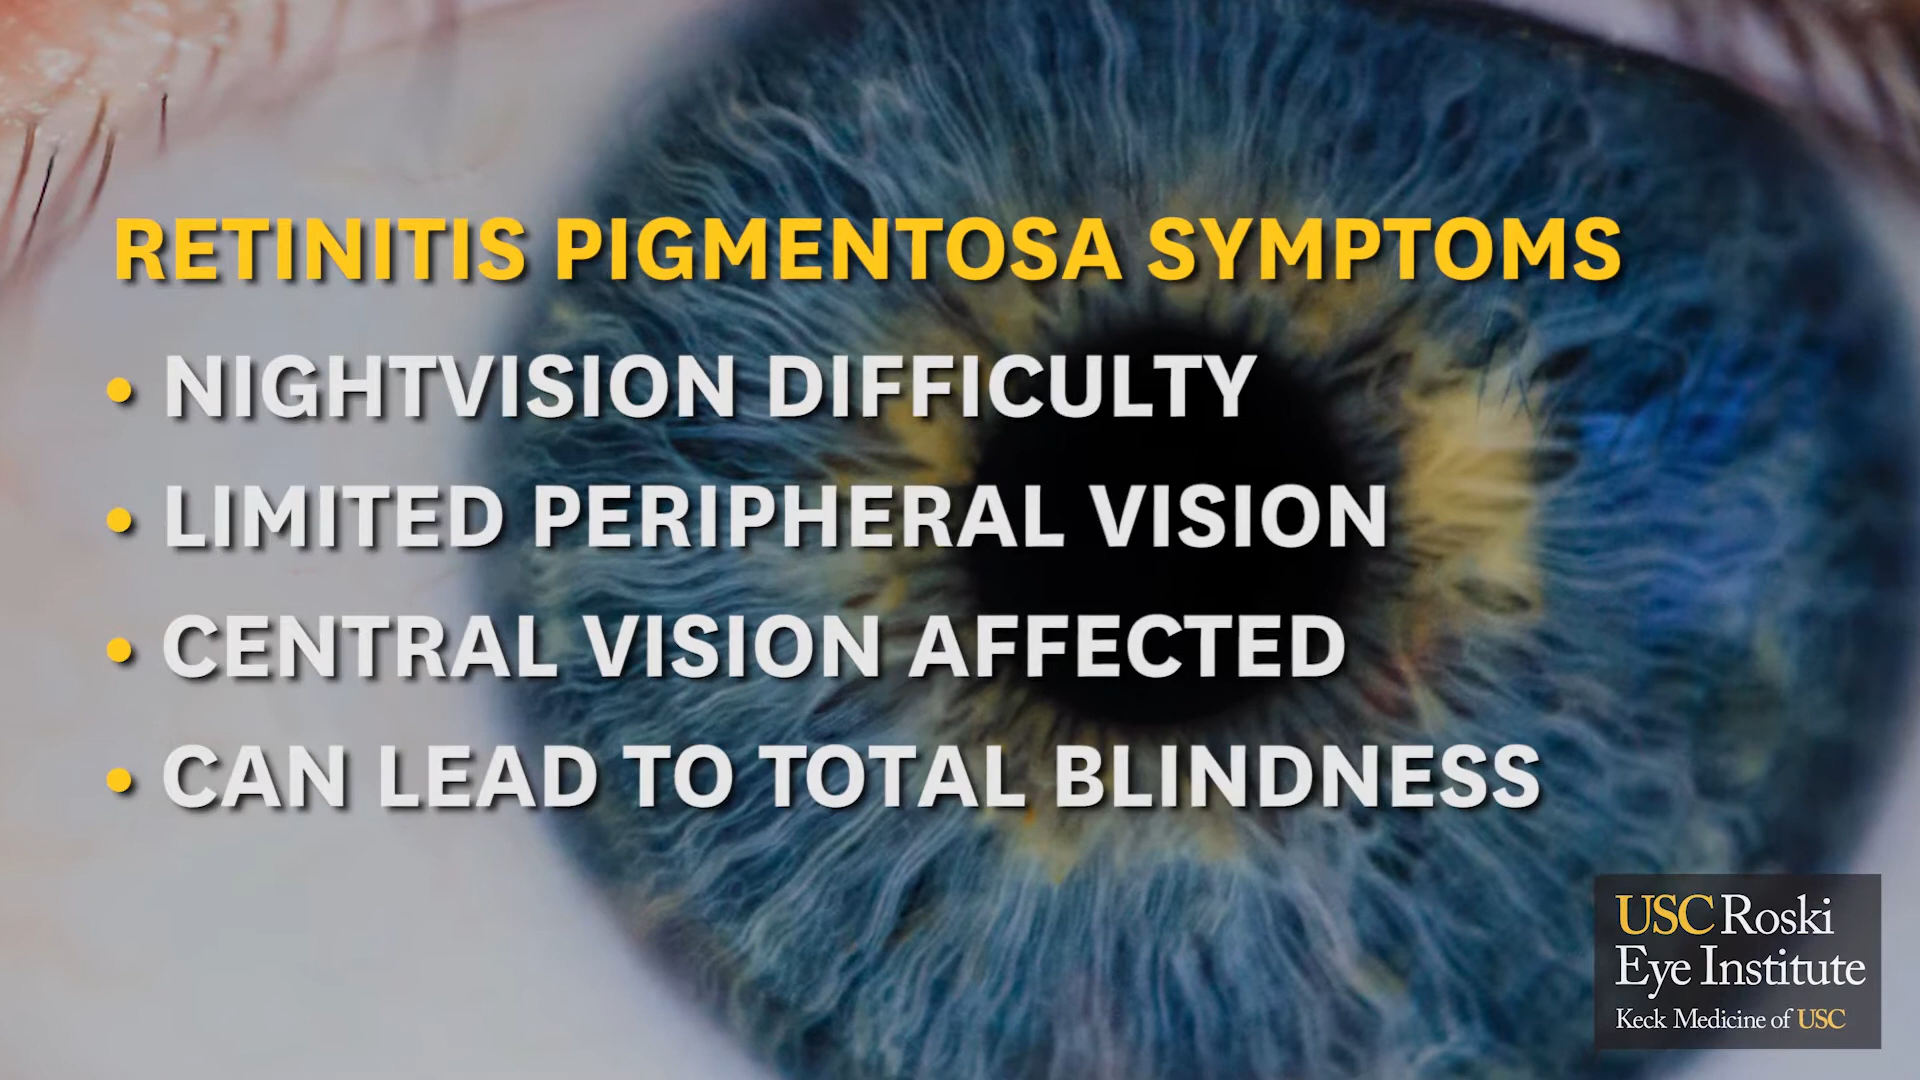 RETINITIS PIGMENTOSA SYMPTOMS
• NIGHTVISION DIFFICULTY
• LIMITED PERIPHERAL VISION
• CENTRAL VISION AFFECTED
• CAN LEAD TO TOTAL BLINDNESS
USC Roski
Eye Institute
Keck Medicine of USC